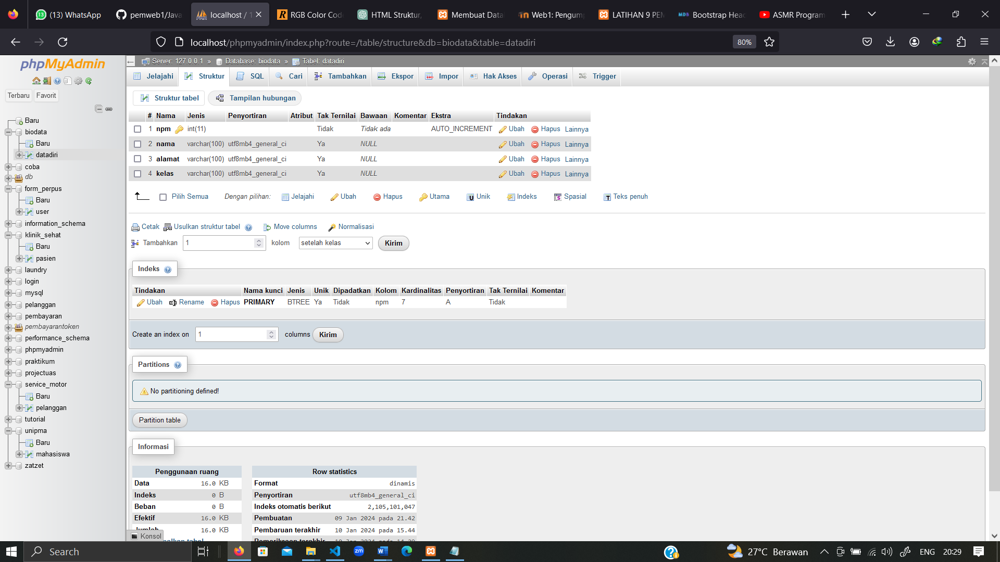 (13) WhatsApp
pemweb1/Java
localhost / 1
RGB Color Cod
HTML Struktur,
Membuat Data
Web1: Pengump
LATIHAN 9 PEM
Bootstrap Head
ASMR Program
localhost/phpmyadmin/index.php?route=/table/structure&db=biodata&table=datadiri
80%
phpMyAdmin
Terbaru Favorit
Baru
biodata
Baru
datadiri
coba
db
form_perpus
Baru
user
information_schema
klinik_sehat
Baru
pasien
laundry
login
mysql
pelanggan
pembayaran
pembayarantoken
performance_schema
phpmyadmin
praktikum
projectuas
service_motor
Baru
pelanggan
tutorial
unipma
Baru
mahasiswa
zatzet
Server: 127.0.0.1 » Database: biodata » Tabel: datadiri
Jelajahi Struktur SQL Cari Tambahkan Ekspor Impor Hak Akses Operasi Trigger
Struktur tabel Tampilan hubungan
# Nama Jenis Penyortiran Atribut Tak Ternilai Bawaan Komentar Ekstra Tindakan
1 npm int(11) Tidak Tidak ada AUTO_INCREMENT Ubah Hapus Lainnya
2 nama varchar(100) utf8mb4_general_ci Ya NULL Ubah Hapus Lainnya
3 alamat varchar(100) utf8mb4_general_ci Ya NULL Ubah Hapus Lainnya
4 kelas varchar(100) utf8mb4_general_ci Ya NULL Ubah Hapus Lainnya
Pilih Semua Dengan pilihan: Jelajahi Ubah Hapus Utama Unik Indeks Spasial Teks penuh
Cetak Usulkan struktur tabel Move columns Normalisasi
Tambahkan 1 kolom setelah kelas Kirim
Indeks
Tindakan Nama kunci Jenis Unik Dipadatkan Kolom Kardinalitas Penyortiran Tak Ternilai Komentar
Ubah Rename Hapus PRIMARY BTREE Ya Tidak npm 7 A Tidak
Create an index on 1 columns Kirim
Partitions
No partitioning defined!
Partition table
Informasi
Penggunaan ruang
Data 16.0 KB
Indeks 0 B
Beban 0 B
Efektif 16.0 KB
Jumlah 16.0 KB
Row statistics
Format dinamis
Penyortiran utf8mb4_general_ci
Indeks otomatis berikut 2,105,101,047
Pembuatan 09 Jan 2024 pada 21.42
Pembaruan terakhir 10 Jan 2024 pada 15.44
Konsol
Search
27°C Berawan
ENG 20:29